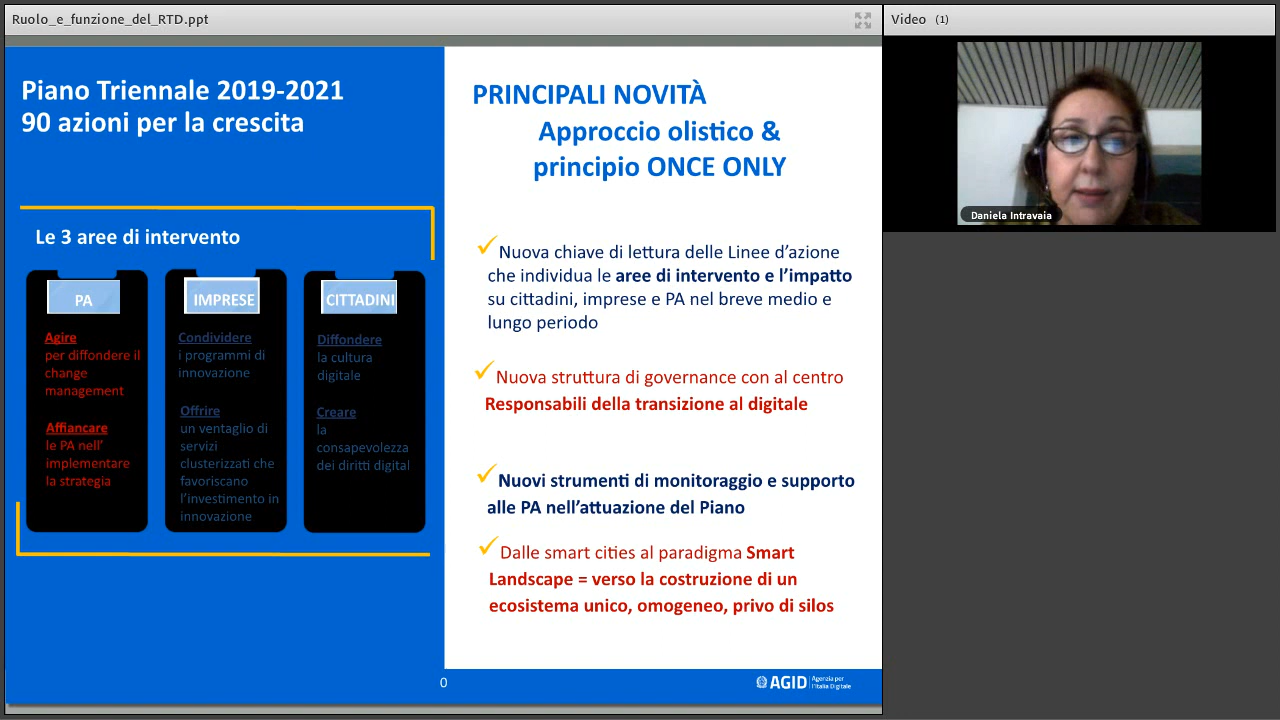 Ruolo_e_funzione_del_RTD.ppt
Video (1)
Daniela Intravaia
Piano Triennale 2019-2021
90 azioni per la crescita
Le 3 aree di intervento
PA
Agire
per diffondere il
change
management
Affiancare
le PA nell'
implementare
la strategia
IMPRESE
Condividere
i programmi di
innovazione
Offrire
un ventaglio di
servizi
clusterizzati che
favoriscano
l'investimento in
innovazione
CITTADINI
Diffondere
la cultura
digitale
Creare
la
consapevolezza
dei diritti digital
PRINCIPALI NOVITÀ
Approccio olistico &
principio ONCE ONLY
Nuova chiave di lettura delle Linee d'azione
che individua le aree di intervento e l'impatto
su cittadini, imprese e PA nel breve medio e
lungo periodo
Nuova struttura di governance con al centro
Responsabili della transizione al digitale
Nuovi strumenti di monitoraggio e supporto
alle PA nell'attuazione del Piano
Dalle smart cities al paradigma Smart
Landscape = verso la costruzione di un
ecosistema unico, omogeneo, privo di silos
0
AGID Agenzia per
l'Italia Digitale